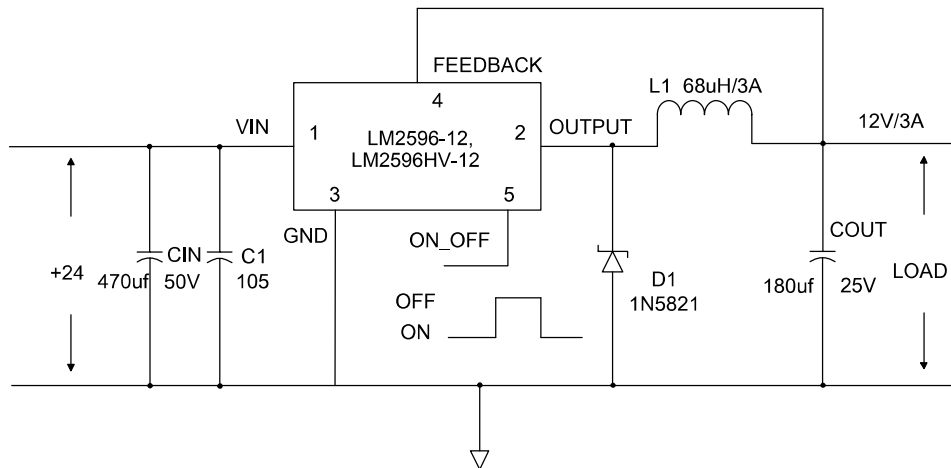 FEEDBACK
L1 68uH/3A
4
VIN
1
LM2596-12,
2
OUTPUT
12V/3A
LM2596HV-12
3
5
GND
ON_OFF
COUT
CIN
C1
+24
470uf
50V
105
D1
180uf
25V
LOAD
OFF
1N5821
ON